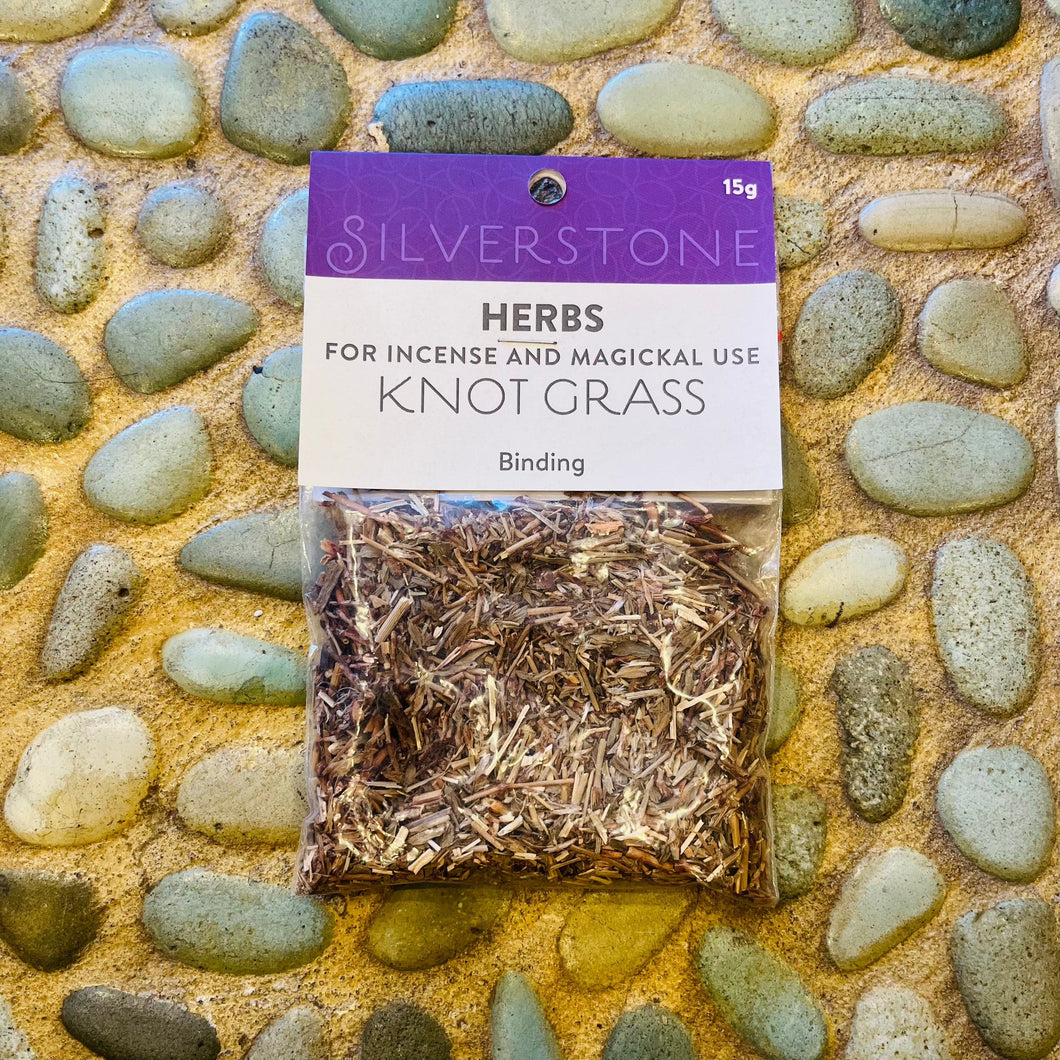 15g
SILVERSTONE
HERBS
FOR INCENSE AND MAGICKAL USE
KNOT GRASS
Binding